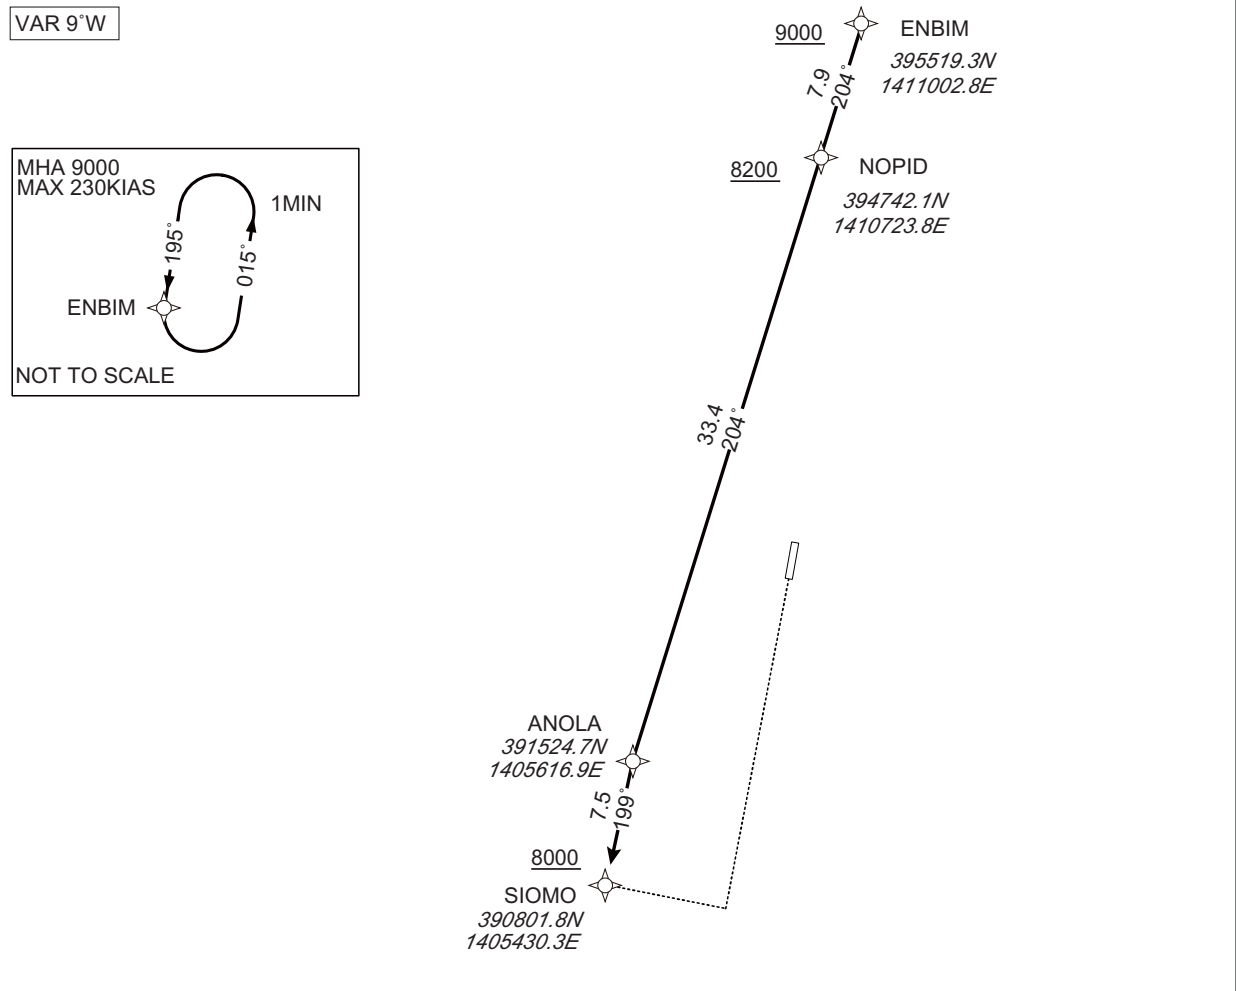 VAR 9˚W
9000
ENBIM
395519.3N
1411002.8E
7.9
204˚
MHA 9000
MAX 230KIAS
1MIN
195˚
015˚
ENBIM
NOT TO SCALE
8200
NOPID
394742.1N
1410723.8E
33.4
204˚
ANOLA
391524.7N
1405616.9E
7.5
199˚
8000
SIOMO
390801.8N
1405430.3E